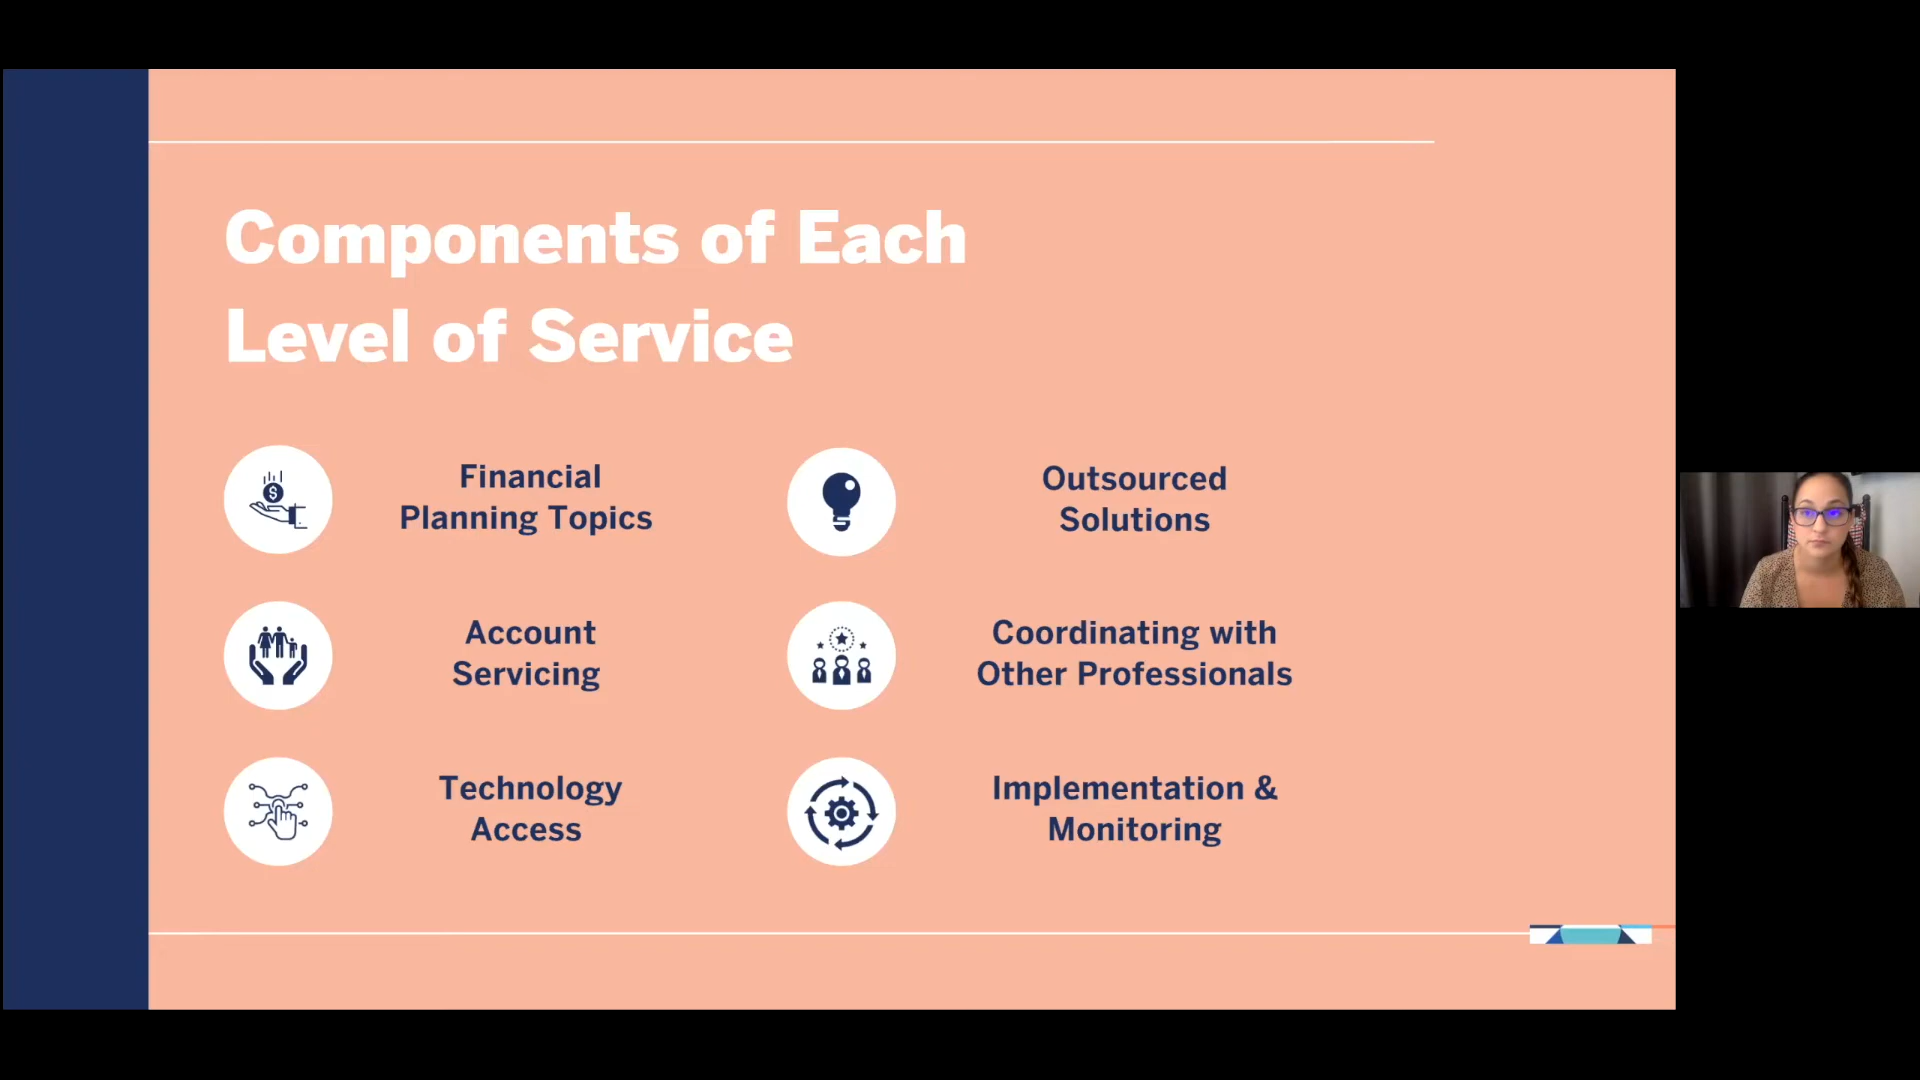 Components of Each
Level of Service
Financial
Planning Topics
Outsourced
Solutions
Account
Servicing
Coordinating with
Other Professionals
Technology
Access
Implementation &
Monitoring